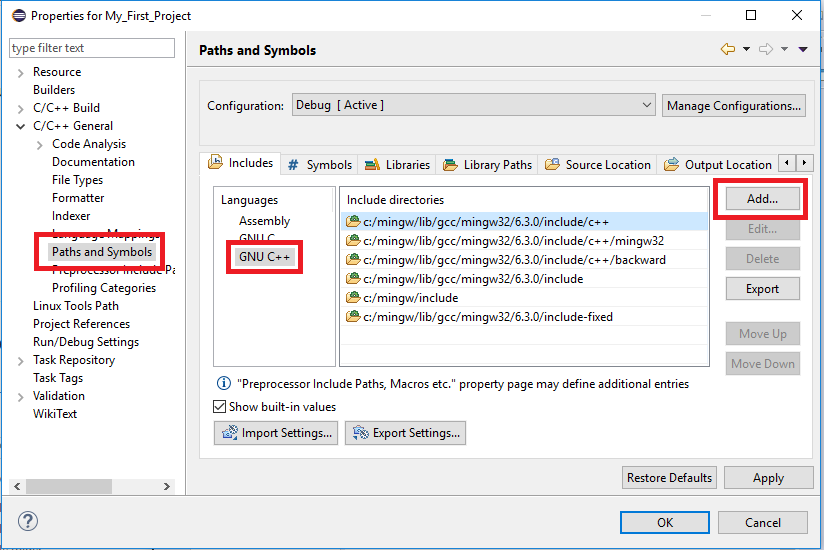 Properties for My_First_Project
type filter text
Resource
Builders
C/C++ Build
C/C++ General
Code Analysis
Documentation
File Types
Formatter
Indexer
Language Mappings
Paths and Symbols
Preprocessor Include Pa
Profiling Categories
Linux Tools Path
Project References
Run/Debug Settings
Task Repository
Task Tags
Validation
WikiText
Paths and Symbols
Configuration: Debug [ Active ] Manage Configurations...
Includes # Symbols Libraries Library Paths Source Location Output Location
Languages
Assembly
GNU C
GNU C++
Include directories
c:/mingw/lib/gcc/mingw32/6.3.0/include/c++
c:/mingw/lib/gcc/mingw32/6.3.0/include/c++/mingw32
c:/mingw/lib/gcc/mingw32/6.3.0/include/c++/backward
c:/mingw/lib/gcc/mingw32/6.3.0/include
c:/mingw/include
c:/mingw/lib/gcc/mingw32/6.3.0/include-fixed
Add...
Edit...
Delete
Export
Move Up
Move Down
"Preprocessor Include Paths, Macros etc." property page may define additional entries
Show built-in values
Import Settings... Export Settings...
Restore Defaults Apply
OK Cancel